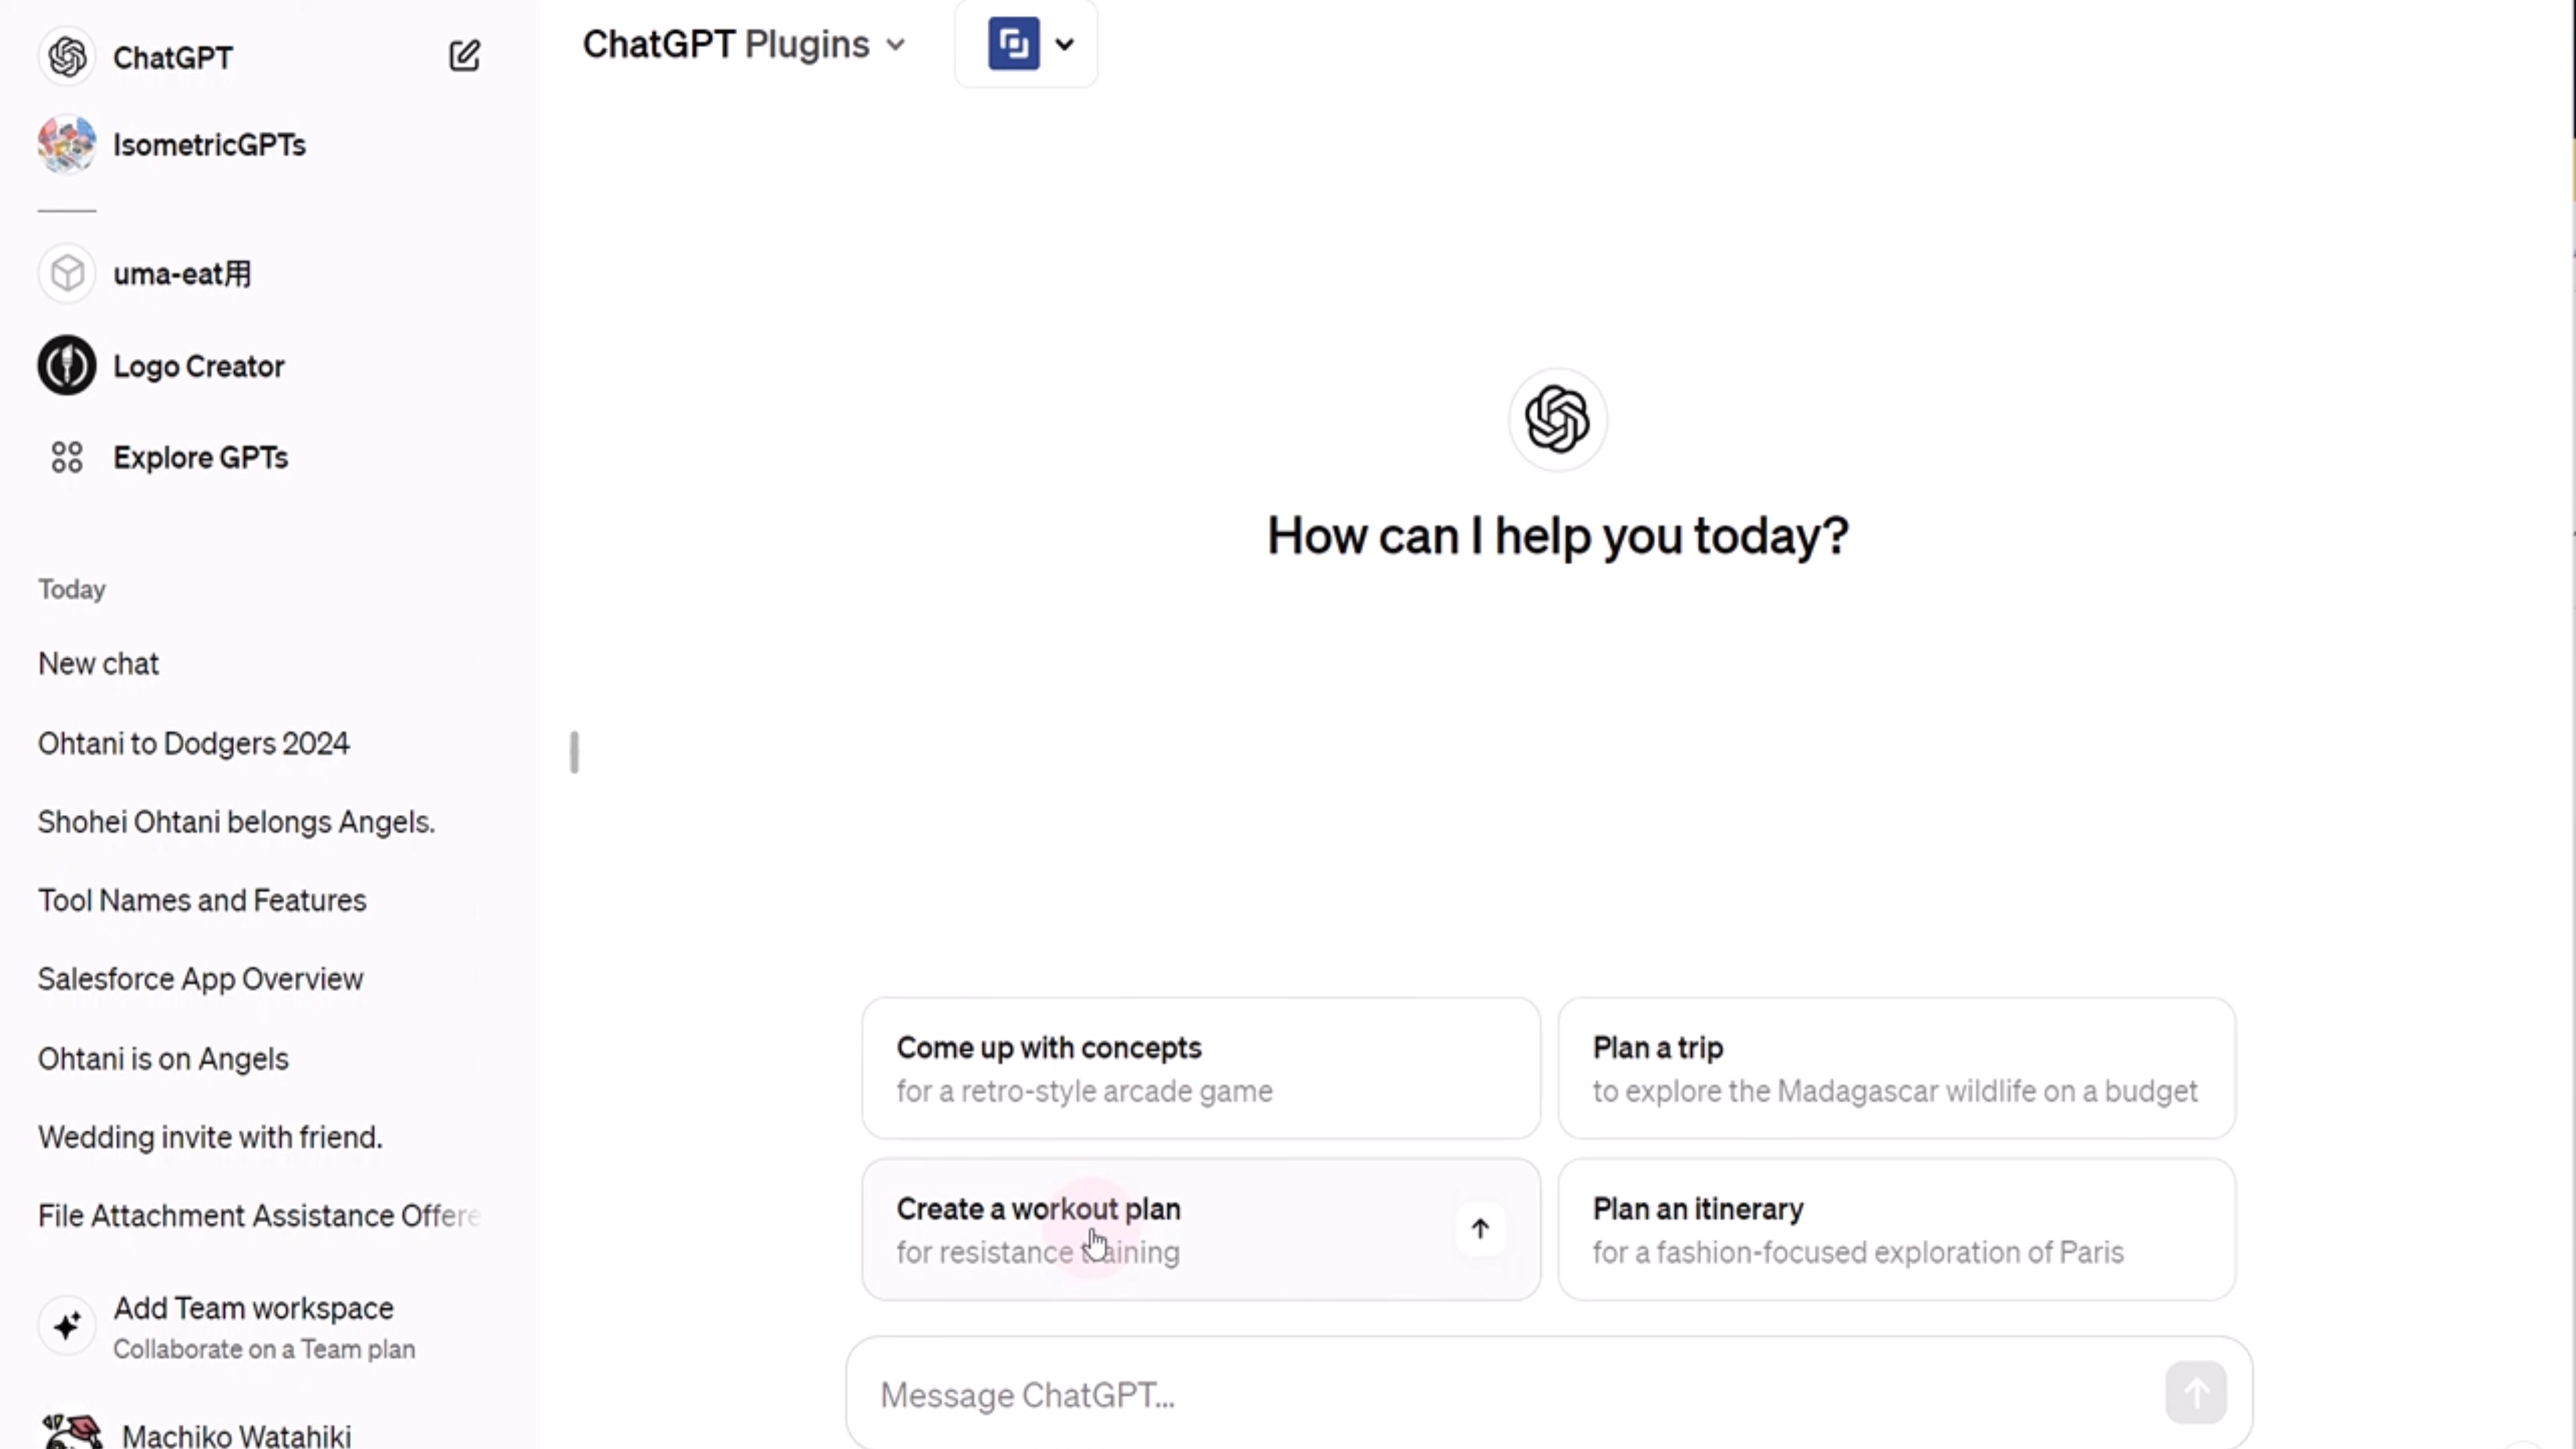 ChatGPT
IsometricGPTs
uma-eat用
Logo Creator
Explore GPTs
Today
New chat
Ohtani to Dodgers 2024
Shohei Ohtani belongs Angels.
Tool Names and Features
Salesforce App Overview
Ohtani is on Angels
Wedding invite with friend.
File Attachment Assistance Offere
Add Team workspace
Collaborate on a Team plan
Machiko Watahiki
ChatGPT Plugins
How can I help you today?
Come up with concepts
for a retro-style arcade game
Plan a trip
to explore the Madagascar wildlife on a budget
Create a workout plan
for resistance training
Plan an itinerary
for a fashion-focused exploration of Paris
Message ChatGPT...